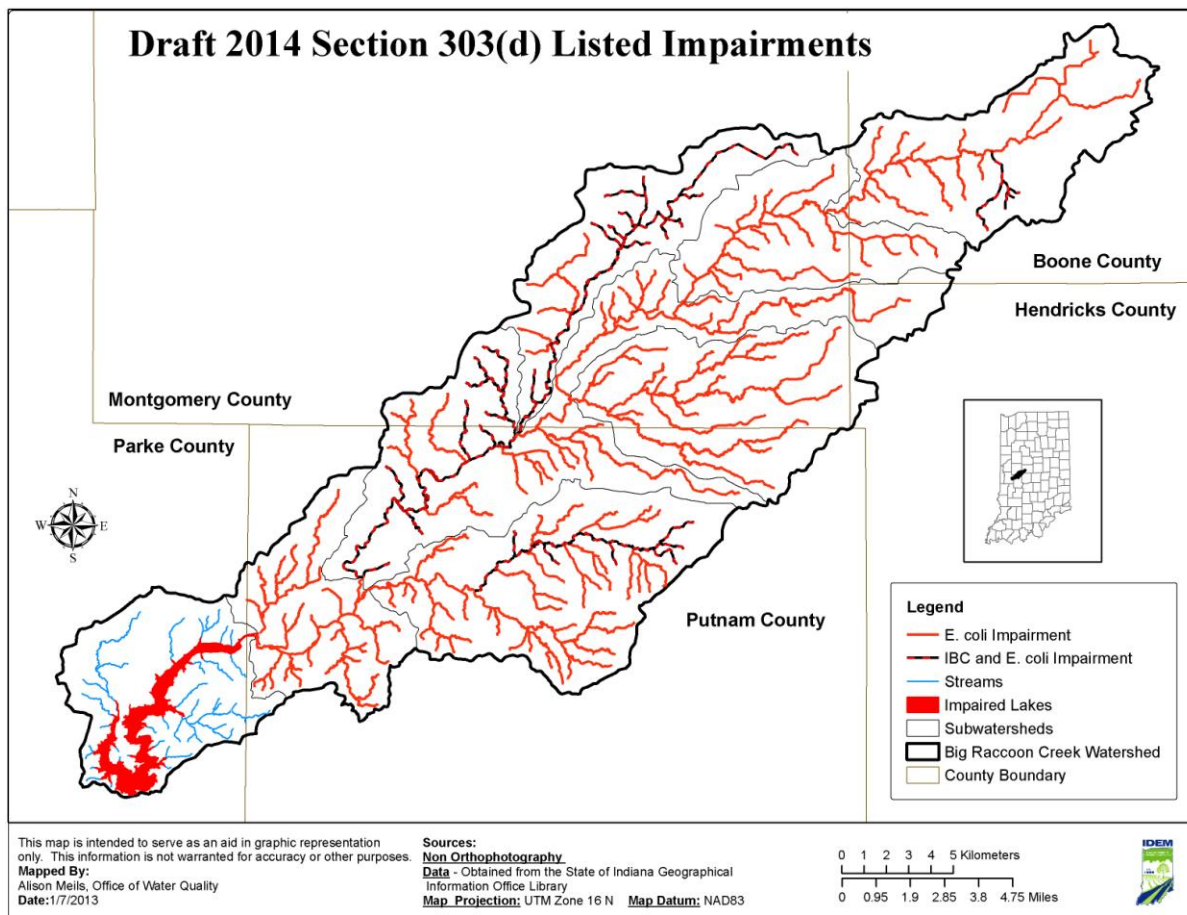 Draft 2014 Section 303(d) Listed Impairments
Boone County
Hendricks County
Montgomery County
Parke County
N
W E
S
Putnam County
Legend
E. coli Impairment
IBC and E. coli Impairment
Streams
Impaired Lakes
Subwatersheds
Big Raccoon Creek Watershed
County Boundary
This map is intended to serve as an aid in graphic representation
only. This information is not warranted for accuracy or other purposes.
Mapped By:
Alison Meils, Office of Water Quality
Date:1/7/2013
Sources:
Non Orthophotography
Data - Obtained from the State of Indiana Geographical
Information Office Library
Map Projection: UTM Zone 16 N Map Datum: NAD83
0 1 2 3 4 5 Kilometers
0 0.95 1.9 2.85 3.8 4.75 Miles
IDEM